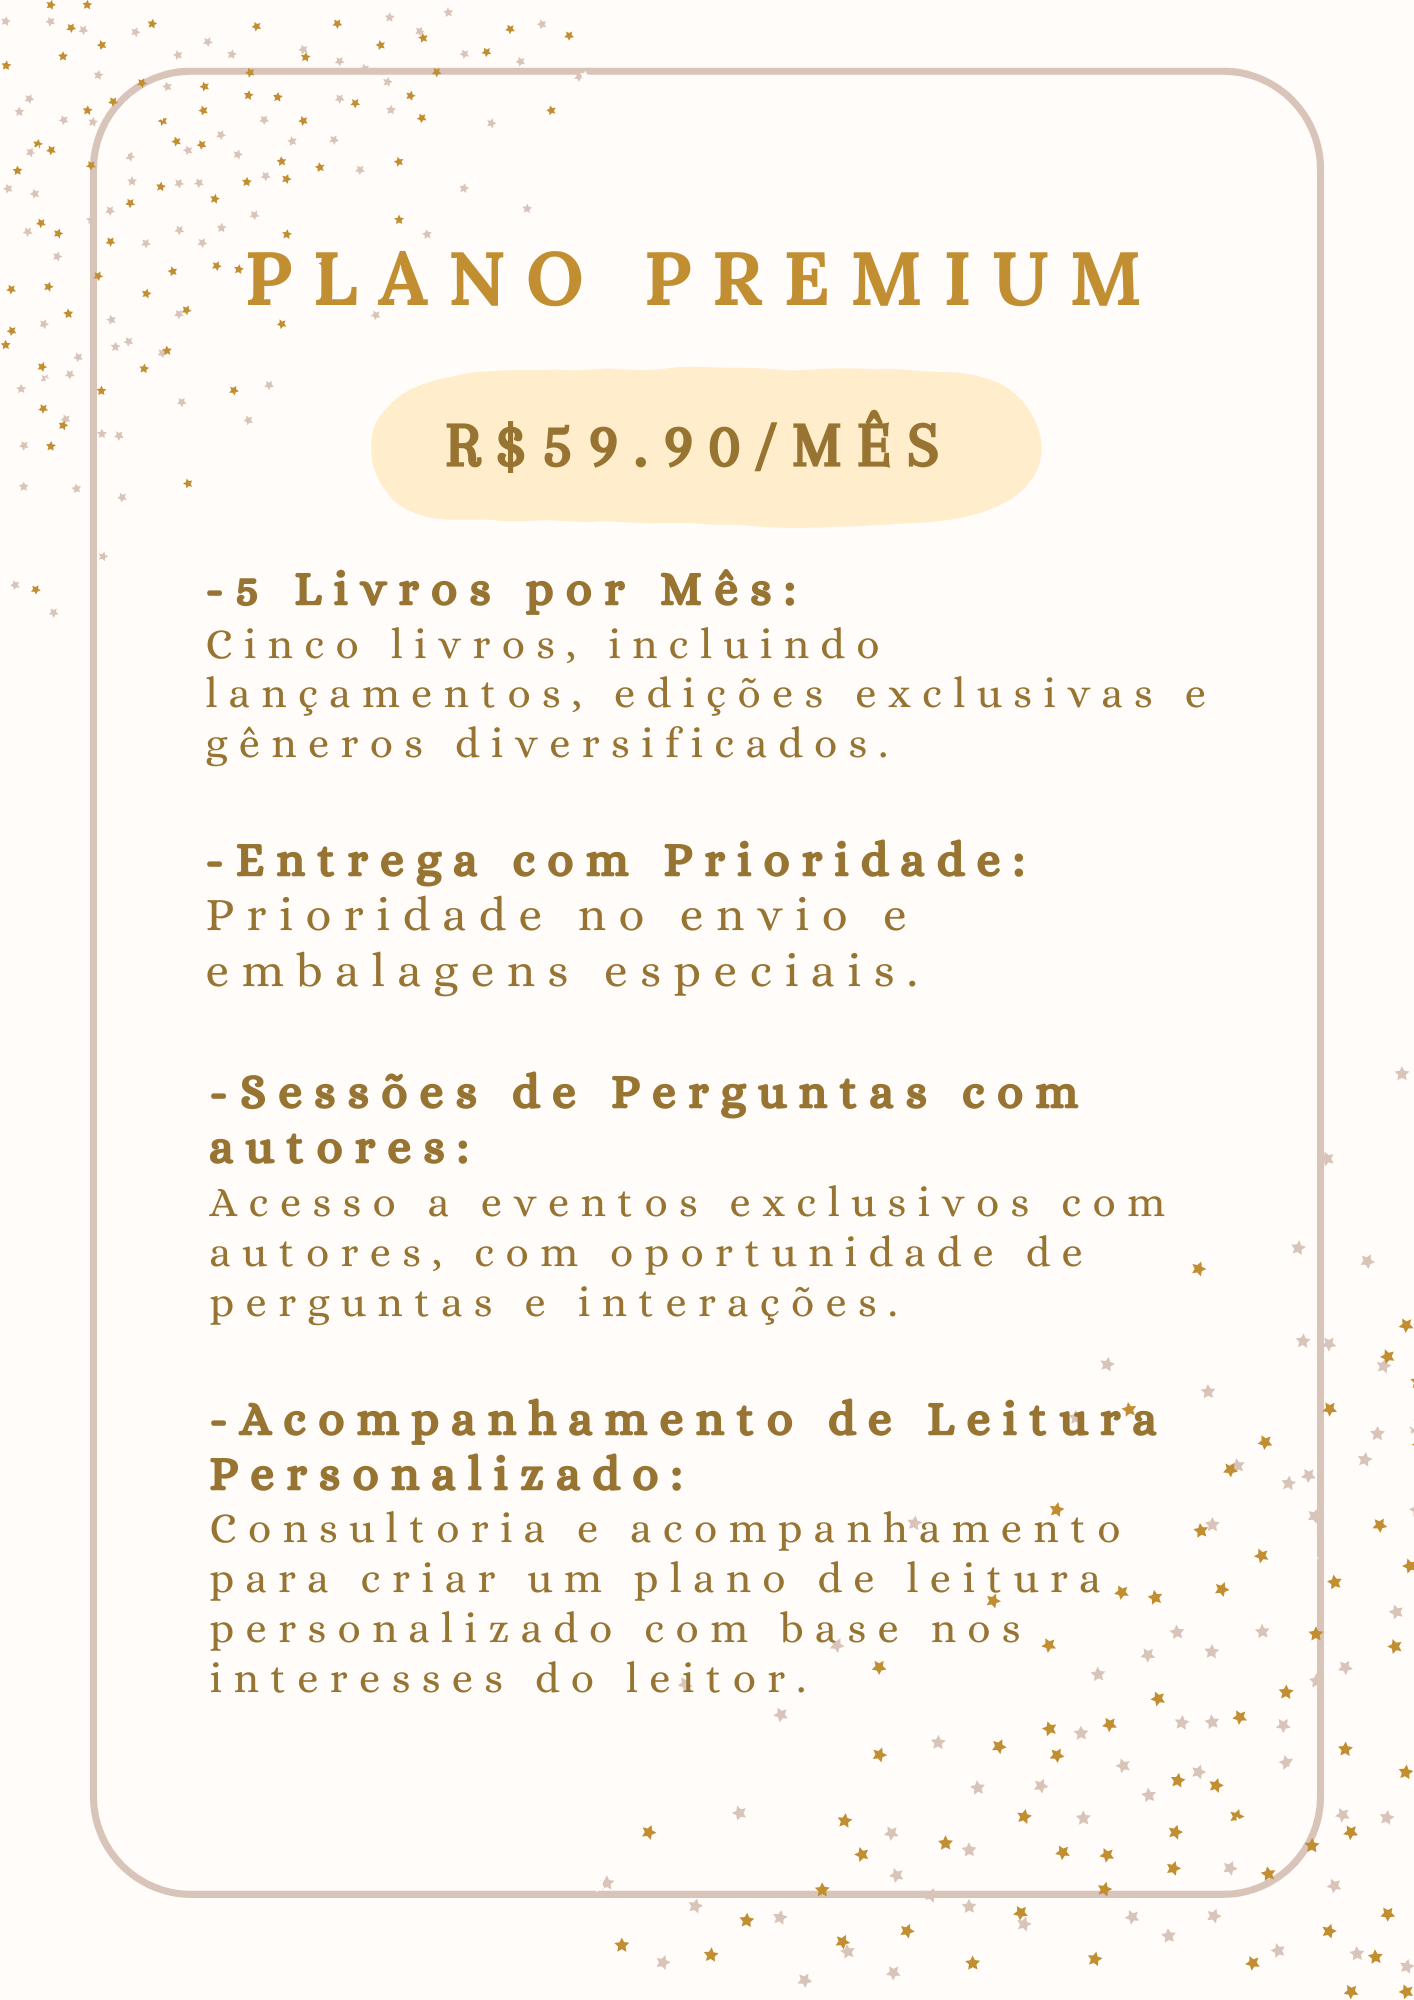 PLANO PREMIUM
R$59.90/MÊS
-5 Livros por Mês:
Cinco livros, incluindo
lançamentos, edições exclusivas e
gêneros diversificados.
-Entrega com Prioridade:
Prioridade no envio e
embalagens especiais.
-Sessões de Perguntas com
autores:
Acesso a eventos exclusivos com
autores, com oportunidade de
perguntas e interações.
-Acompanhamento de Leitura
Personalizado:
Consultoria e acompanhamento
para criar um plano de leitura
personalizado com base nos
interesses do leitor.